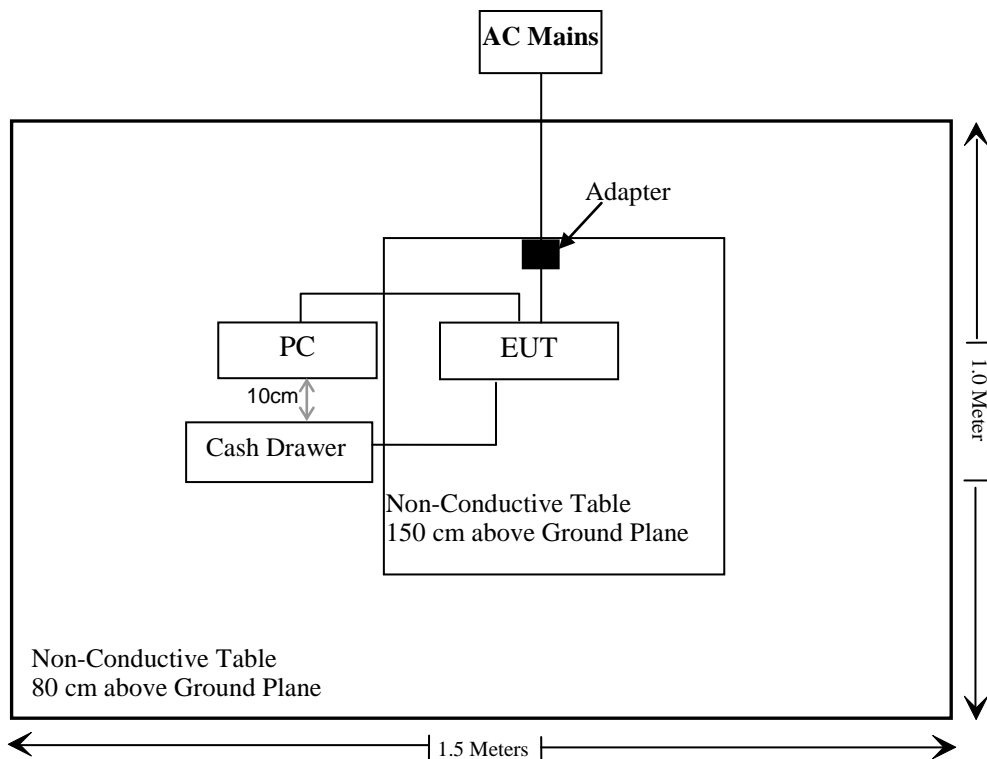 AC Mains
Adapter
PC
EUT
10cm
Cash Drawer
Non-Conductive Table
150 cm above Ground Plane
Non-Conductive Table
80 cm above Ground Plane
1.0 Meter
1.5 Meters